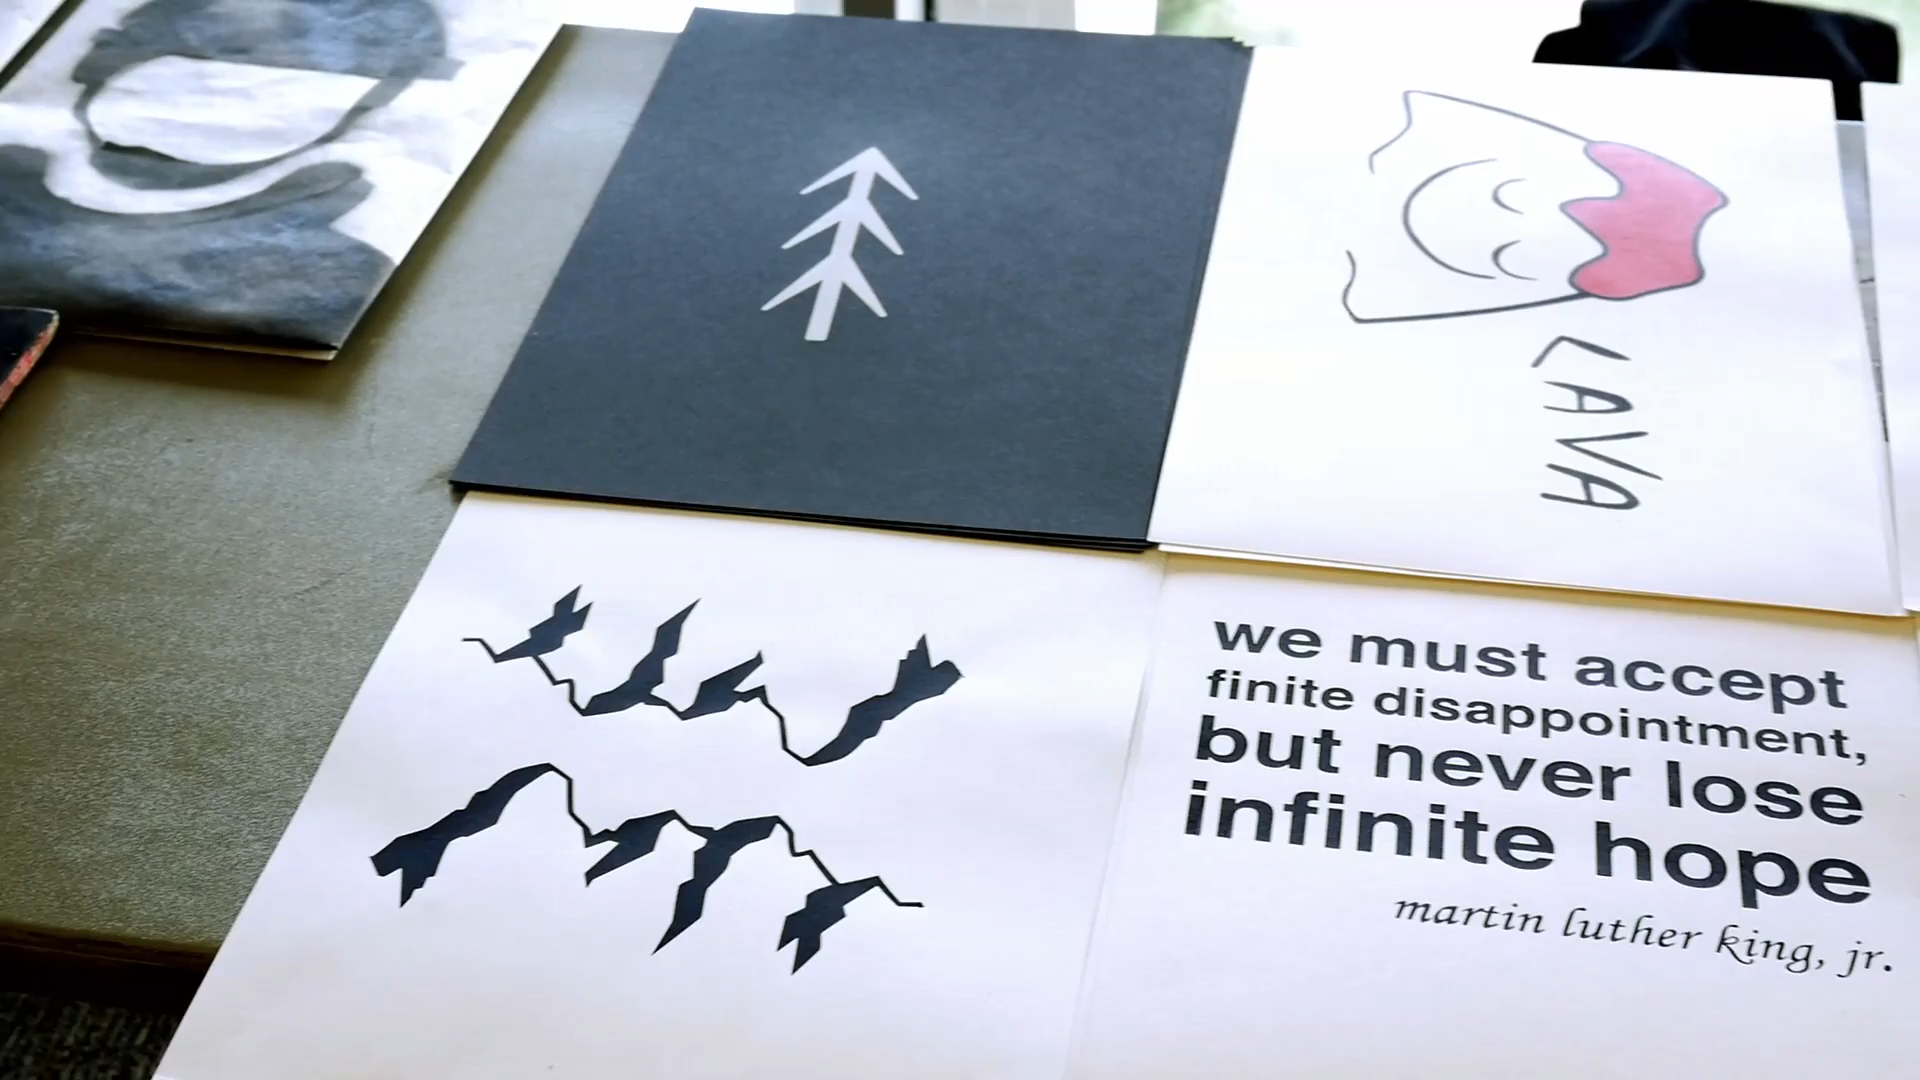 LAVA
we must accept
finite disappointment,
but never lose
infinite hope
martin luther king, jr.